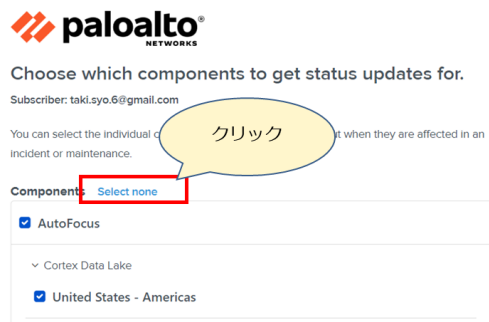 paloalto®
NETWORKS
Choose which components to get status updates for.
Subscriber: taki.syo.6@gmail.com
You can select the individual
クリック
when they are affected in an
incident or maintenance.
Components Select none
AutoFocus
Cortex Data Lake
United States - Americas